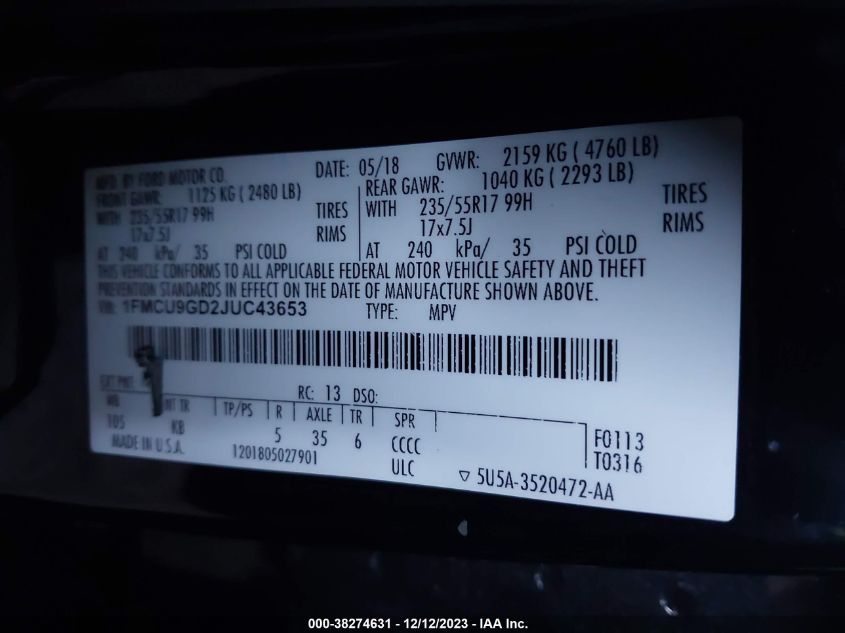 MFD. BY FORD MOTOR CO. DATE: 05/18 GVWR: 2159 KG ( 4760 LB)
FRONT GAWR: 1125 KG ( 2480 LB) REAR GAWR: 1040 KG ( 2293 LB)
WITH 235/55R17 99H TIRES WITH 235/55R17 99H TIRES
17x7.5J RIMS 17x7.5J RIMS
AT 240 kPa/ 35 PSI COLD AT 240 kPa/ 35 PSI COLD
THIS VEHICLE CONFORMS TO ALL APPLICABLE FEDERAL MOTOR VEHICLE SAFETY AND THEFT
PREVENTION STANDARDS IN EFFECT ON THE DATE OF MANUFACTURE SHOWN ABOVE.
VIN: 1FMCU9GD2JUC43653 TYPE: MPV
EXT PNT: RC: 13 DSO:
WB INT TR TP/PS R AXLE TR SPR
105 KB 5 35 6 CCCC F0113
MADE IN U.S.A. 1201805027901 ULC T0316
▽ 5U5A-3520472-AA
000-38274631 - 12/12/2023 - IAA Inc.